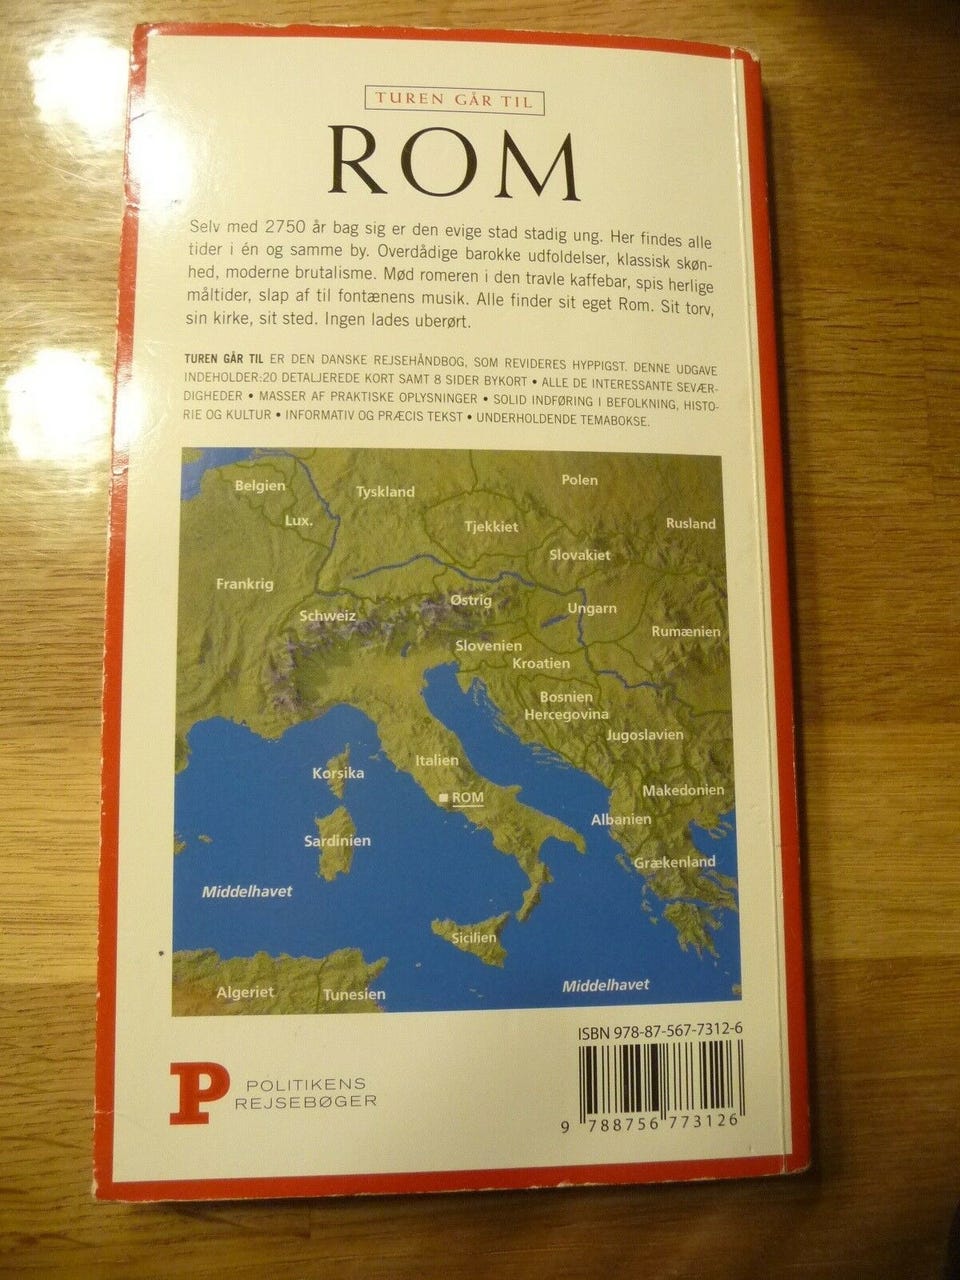 TUREN GÅR TIL
ROM
Selv med 2750 år bag sig er den evige stad stadig ung. Her findes alle
tider i én og samme by. Overdådige barokke udfoldelser, klassisk skøn-
hed, moderne brutalisme. Mød romeren i den travle kaffebar, spis herlige
måltider, slap af til fontænens musik. Alle finder sit eget Rom. Sit torv,
sin kirke, sit sted. Ingen lades uberørt.
TUREN GÅR TIL ER DEN DANSKE REJSEHÅNDBOG, SOM REVIDERES HYPPIGST. DENNE UDGAVE
INDEHOLDER:20 DETALJEREDE KORT SAMT 8 SIDER BYKORT • ALLE DE INTERESSANTE SEVÆR-
DIGHEDER • MASSER AF PRAKTISKE OPLYSNINGER • SOLID INDFØRING I BEFOLKNING, HISTO-
RIE OG KULTUR • INFORMATIV OG PRÆCIS TEKST • UNDERHOLDENDE TEMABOKSE.
Belgien
Tyskland
Polen
Lux.
Tjekkiet
Rusland
Slovakiet
Frankrig
Østrig
Schweiz
Ungarn
Rumænien
Slovenien
Kroatien
Bosnien
Hercegovina
Jugoslavien
Italien
Korsika
ROM
Makedonien
Albanien
Sardinien
Grækenland
Middelhavet
Sicilien
Middelhavet
Algeriet
Tunesien
ISBN 978-87-567-7312-6
P
POLITIKENS
REJSEBØGER
9 788756 773126